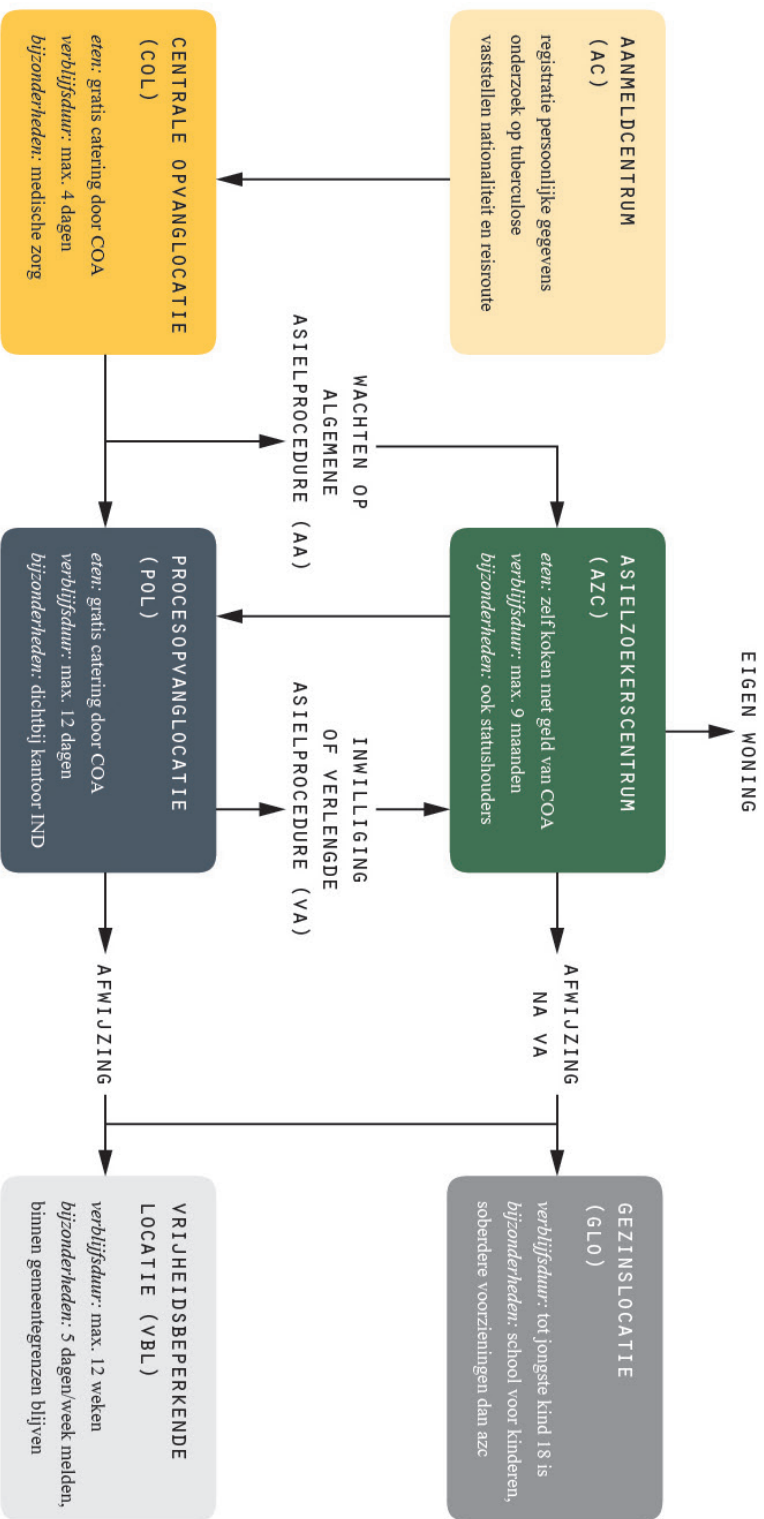 AANMELDCENTRUM
(AC)
registratie persoonlijke gegevens
onderzoek op tuberculose
vaststellen nationaliteit en reisroute
CENTRALE OPVANGLOCATIE
(COL)
eten: gratis catering door COA
verblijfsduur: max. 4 dagen
bijzonderheden: medische zorg
WACHTEN OP
ALGEMENE
ASIELPROCEDURE (AA)
EIGEN WONING
ASIELZOEKERSCENTRUM
(AZC)
eten: zelf koken met geld van COA
verblijfsduur: max. 9 maanden
bijzonderheden: ook statushouders
INWILLIGING
OF VERLENGDE
ASIELPROCEDURE (VA)
PROCESOPVANGLOCATIE
(POL)
eten: gratis catering door COA
verblijfsduur: max. 12 dagen
bijzonderheden: dichtbij kantoor IND
AFWIJZING
NA VA
AFWIJZING
GEZINSLOCATIE
(GLO)
verblijfsduur: tot jongste kind 18 is
bijzonderheden: school voor kinderen,
soberdere voorzieningen dan azc
VRIJHEIDSBEPERKENDE
LOCATIE (VBL)
verblijfsduur: max. 12 weken
bijzonderheden: 5 dagen/week melden,
binnen gemeentegrenzen blijven